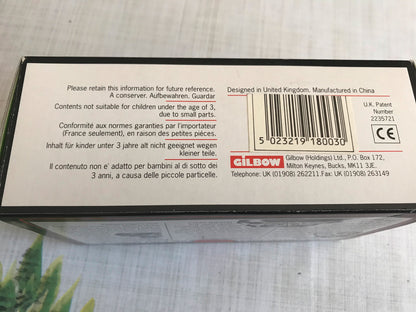 Please retain this information for future reference.
A conserver. Aufbewahren. Guardar
Contents not suitable for children under the age of 3,
due to small parts.
Conformité aux normes garanties par l'importateur
(France seulement), en raison des petites pièces.
Inhalt für kinder unter 3 jahre alt nicht geeignet wegen
kleiner teile.
Il contenuto non e' adatto per bambini al di sotto dei
3 anni, a causa delle piccole particelle.
Designed in United Kingdom, Manufactured in China
5 023219 180030
U.K. Patent
Number
2235721
CE
GILBOW
Gilbow (Holdings) Ltd., P.O. Box 172,
Milton Keynes, Bucks, MK11 3JE.
Telephone: UK (01908) 262211.Fax: UK (01908) 263149